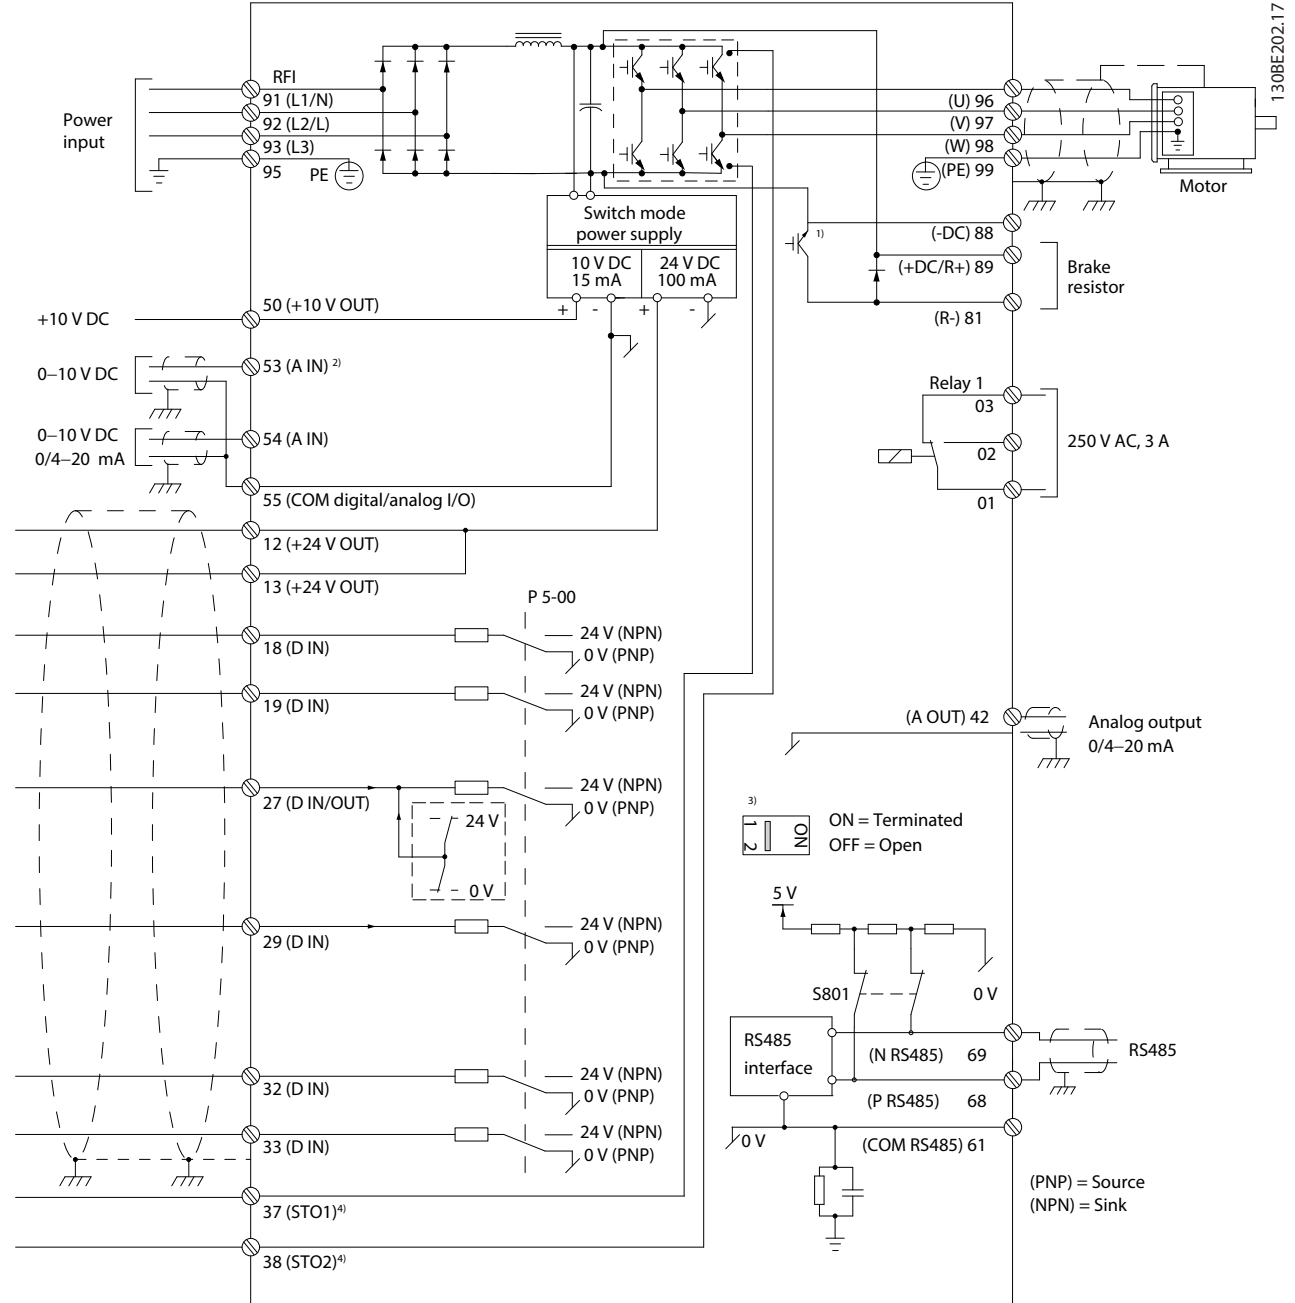 130BE202.17
Power
input
RFI
91 (L1/N)
92 (L2/L)
93 (L3)
95
PE
(U) 96
(V) 97
(W) 98
(PE) 99
Motor
Switch mode
power supply
10 V DC
15 mA
24 V DC
100 mA
+
-
+
-
1)
(-DC) 88
(+DC/R+) 89
(R-) 81
Brake
resistor
+10 V DC
50 (+10 V OUT)
0–10 V DC
53 (A IN) 2)
0–10 V DC
0/4–20 mA
54 (A IN)
55 (COM digital/analog I/O)
Relay 1
03
02
01
250 V AC, 3 A
12 (+24 V OUT)
13 (+24 V OUT)
P 5-00
18 (D IN)
24 V (NPN)
0 V (PNP)
19 (D IN)
24 V (NPN)
0 V (PNP)
27 (D IN/OUT)
24 V (NPN)
0 V (PNP)
24 V
0 V
29 (D IN)
24 V (NPN)
0 V (PNP)
32 (D IN)
24 V (NPN)
0 V (PNP)
33 (D IN)
24 V (NPN)
0 V (PNP)
37 (STO1)4)
38 (STO2)4)
(A OUT) 42
Analog output
0/4–20 mA
3)
1
2
ON
ON = Terminated
OFF = Open
5 V
S801
0 V
RS485
interface
(N RS485) 69
(P RS485) 68
RS485
0 V
(COM RS485) 61
(PNP) = Source
(NPN) = Sink